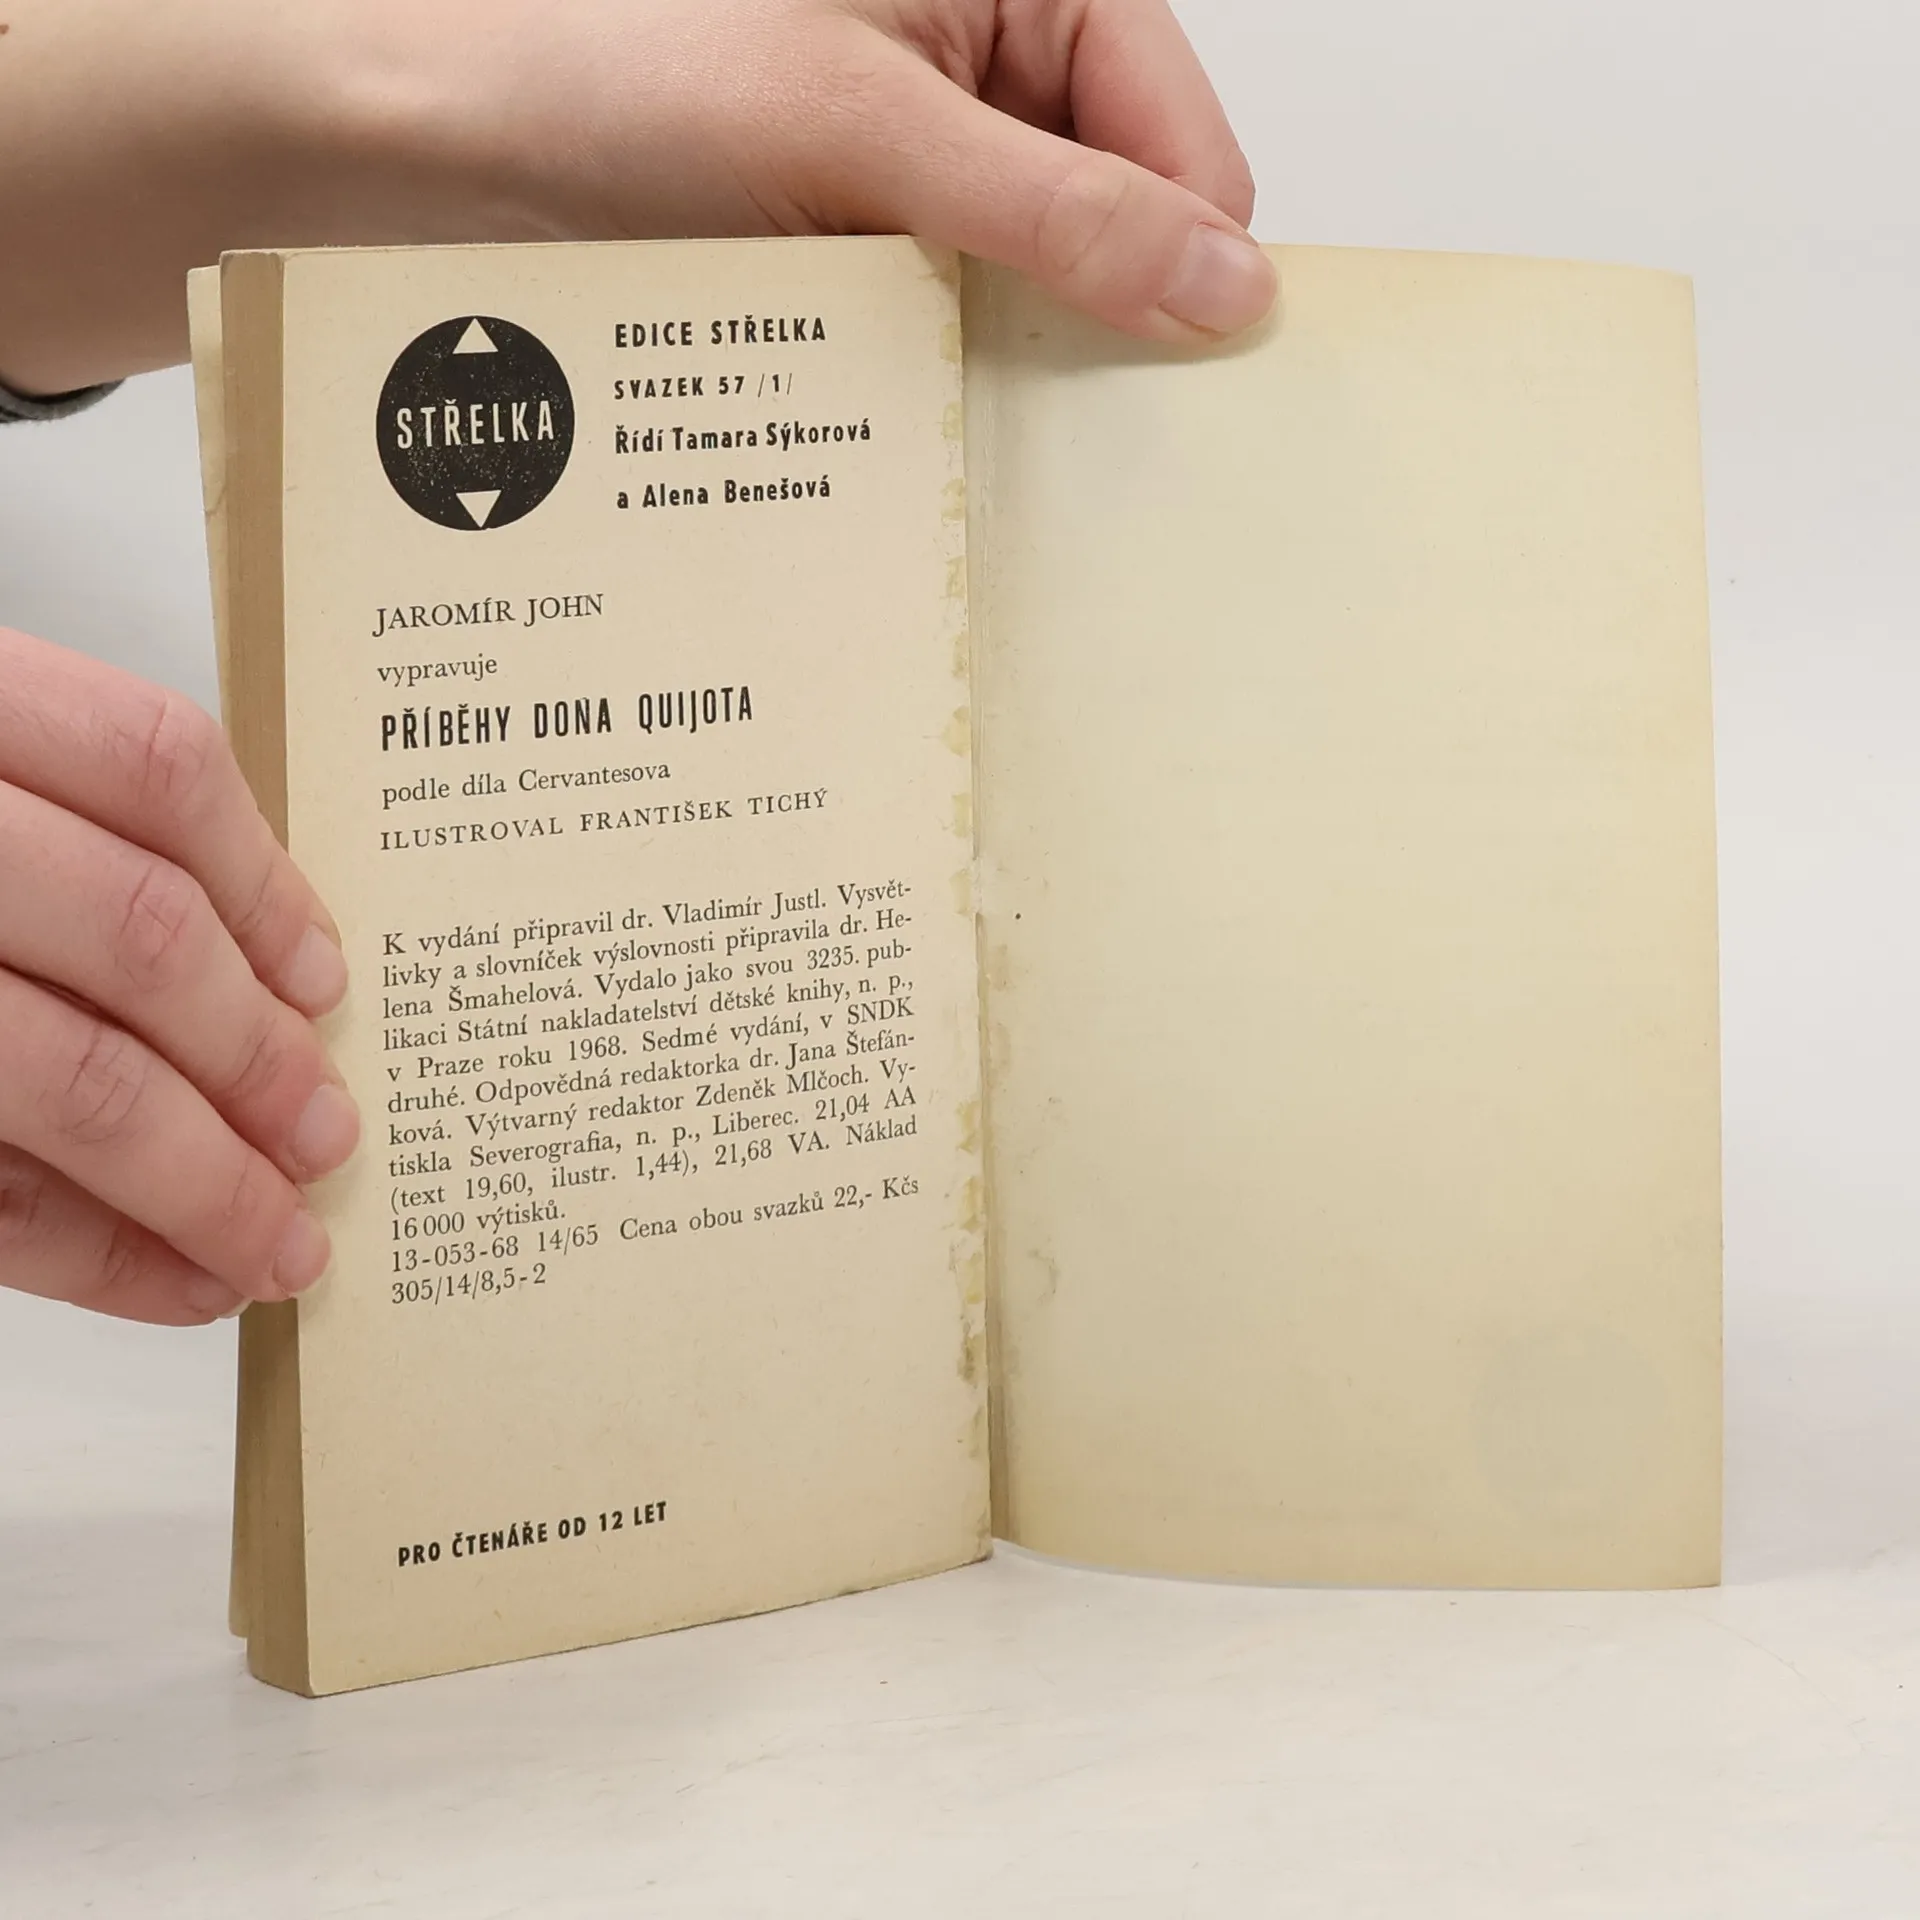 STŘELKA
EDICE STŘELKA
SVAZEK 57 /1/
Řídí Tamara Sýkorová
a Alena Benešová
JAROMÍR JOHN
vypravuje
PŘÍBĚHY DONA QUIJOTA
podle díla Cervantesova
ILUSTROVAL FRANTIŠEK TICHÝ
K vydání připravil dr. Vladimír Justl. Vysvět-
livky a slovníček výslovnosti připravila dr. He-
lena Šmahelová. Vydalo jako svou 3235. pub-
likaci Státní nakladatelství dětské knihy, n. p.,
v Praze roku 1968. Sedmé vydání, v SNDK
druhé. Odpovědná redaktorka dr. Jana Štefán-
ková. Výtvarný redaktor Zdeněk Mlčoch. Vy-
tiskla Severografia, n. p., Liberec. 21,04 AA
(text 19,60, ilustr. 1,44), 21,68 VA. Náklad
16 000 výtisků.
13-053-68 14/65 Cena obou svazků 22,- Kčs
305/14/8,5-2
PRO ČTENÁŘE OD 12 LET